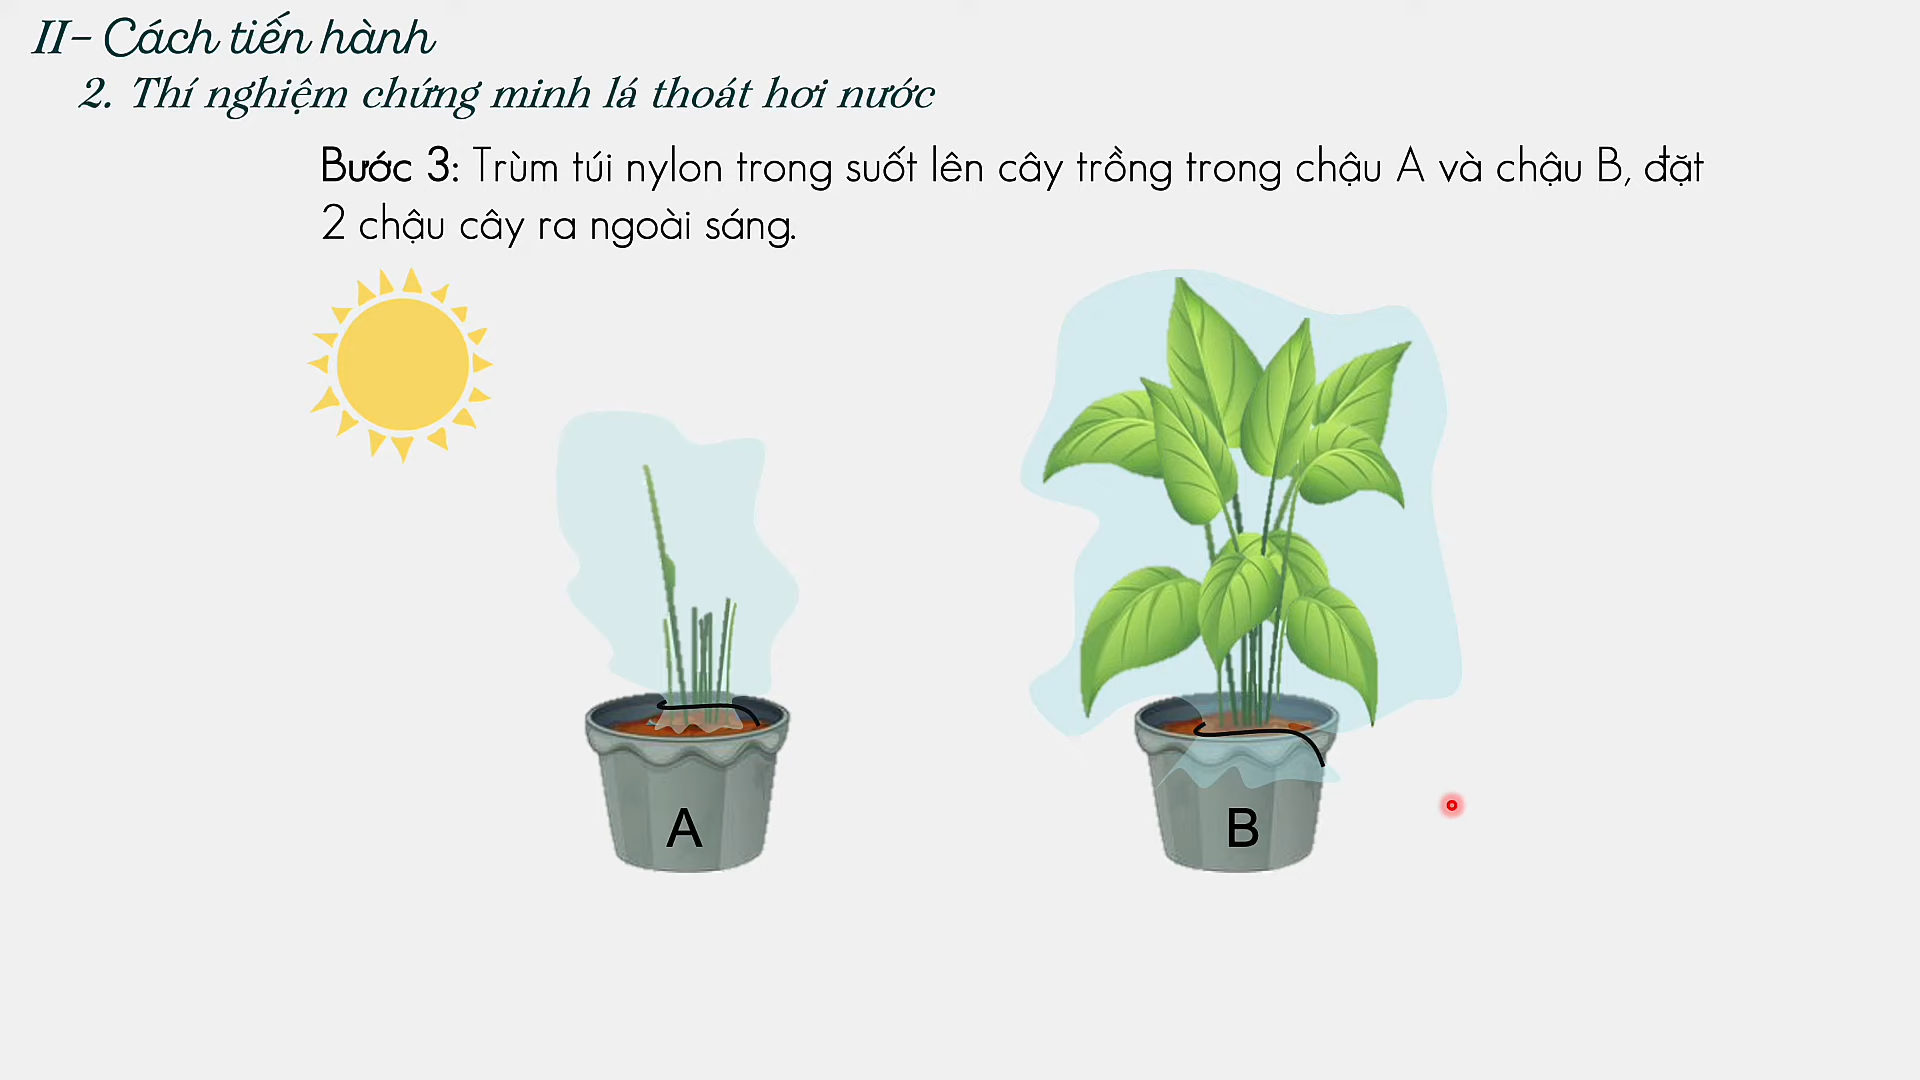 II- Cách tiến hành
2. Thí nghiệm chứng minh lá thoát hơi nước
Bước 3: Trùm túi nylon trong suốt lên cây trồng trong chậu A và chậu B, đặt
2 chậu cây ra ngoài sáng.
A
B